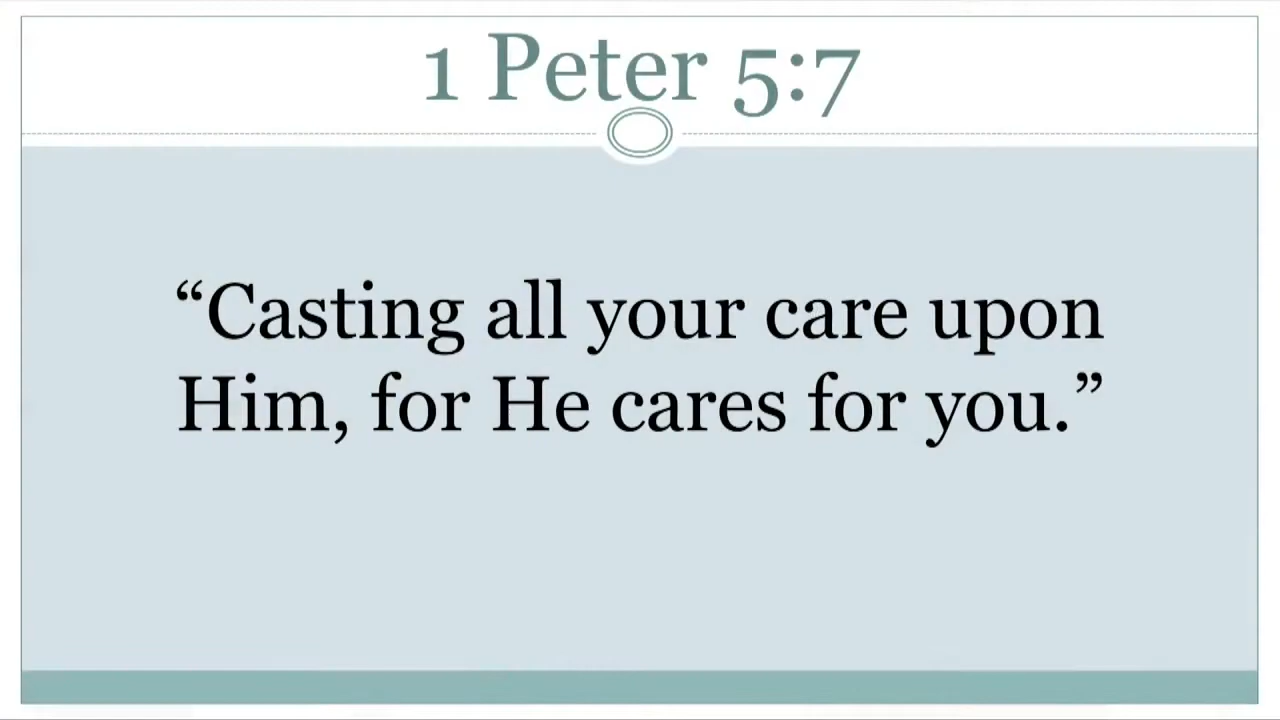 1 Peter 5:7
“Casting all your care upon
Him, for He cares for you.”